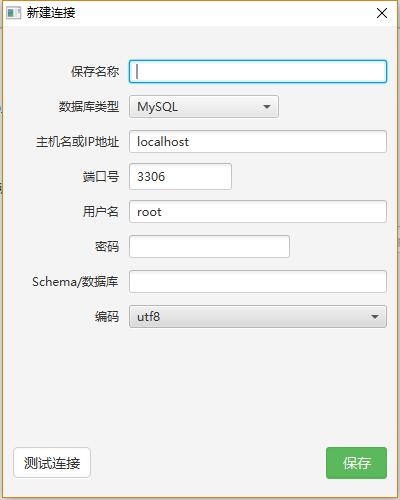 新建连接
保存名称
数据库类型 MySQL
主机名或IP地址 localhost
端口号 3306
用户名 root
密码
Schema/数据库
编码 utf8
测试连接 保存